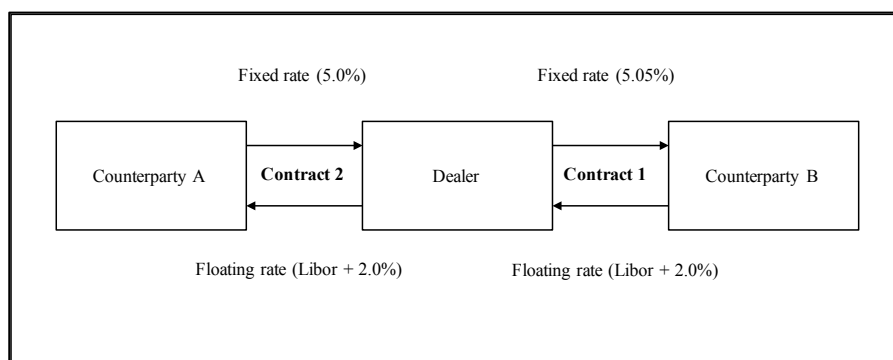 Fixed rate (5.0%)
Fixed rate (5.05%)
Counterparty A
Contract 2
Dealer
Contract 1
Counterparty B
Floating rate (Libor + 2.0%)
Floating rate (Libor + 2.0%)